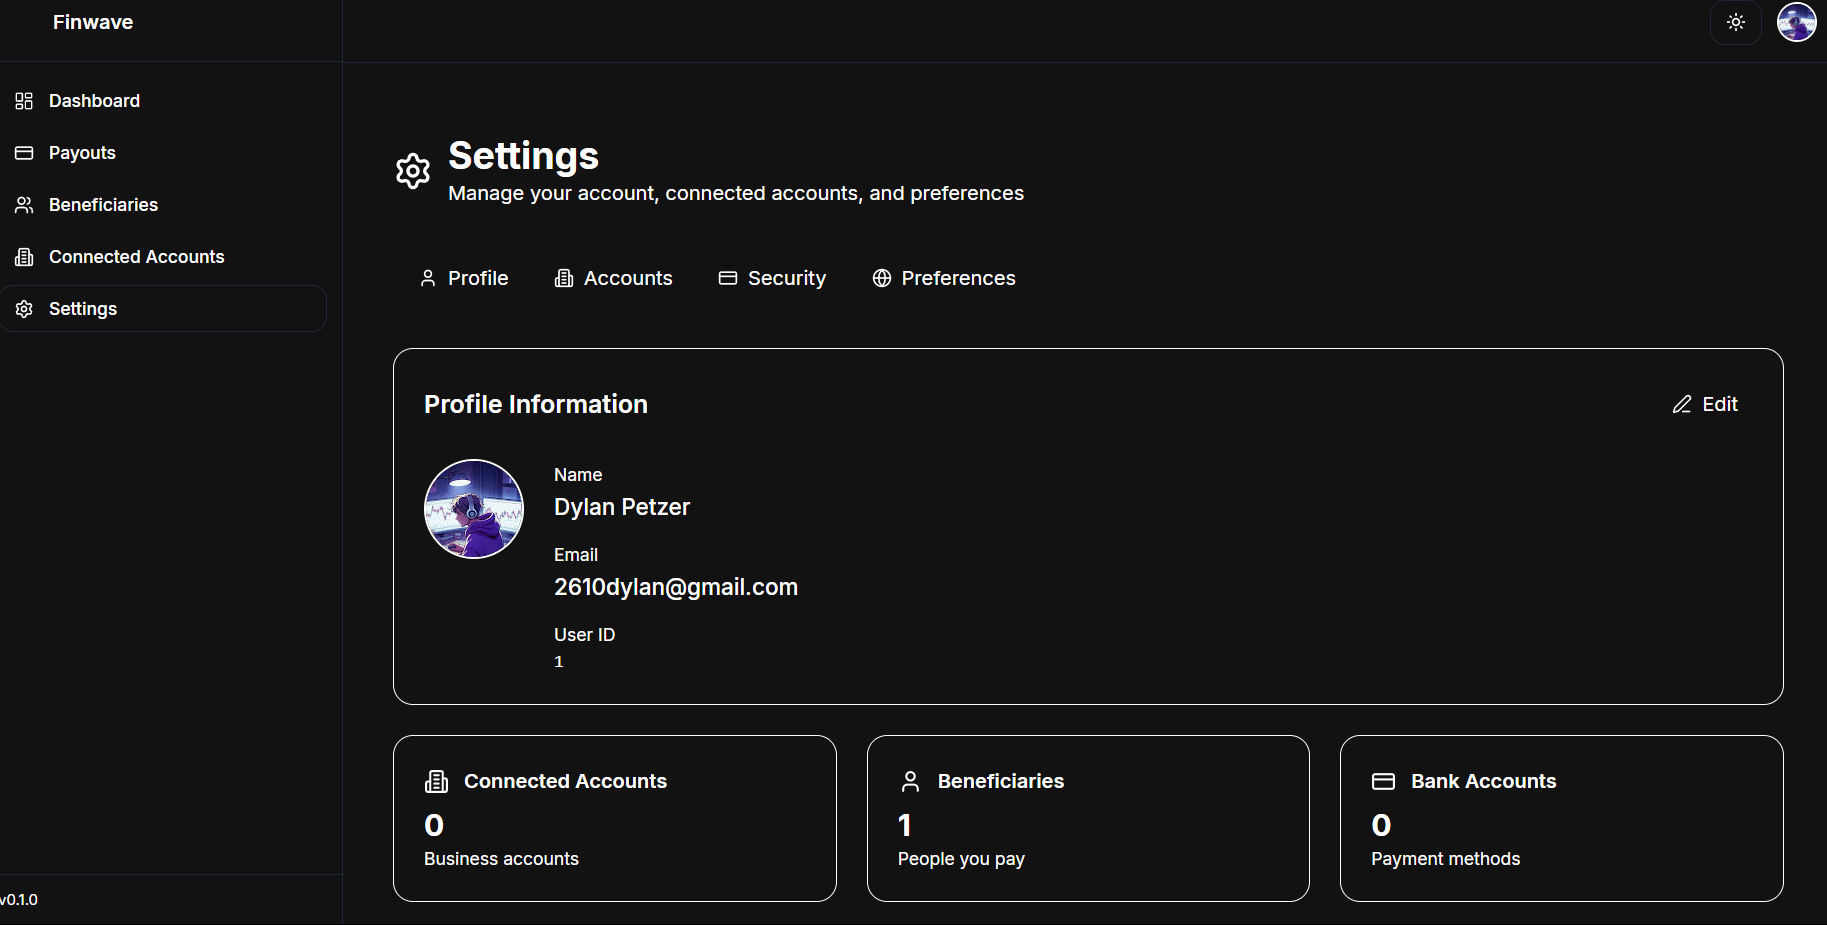 Finwave
Dashboard
Payouts
Beneficiaries
Connected Accounts
Settings
v0.1.0
Settings
Manage your account, connected accounts, and preferences
Profile Accounts Security Preferences
Profile Information
Edit
Name
Dylan Petzer
Email
2610dylan@gmail.com
User ID
1
Connected Accounts
0
Business accounts
Beneficiaries
1
People you pay
Bank Accounts
0
Payment methods